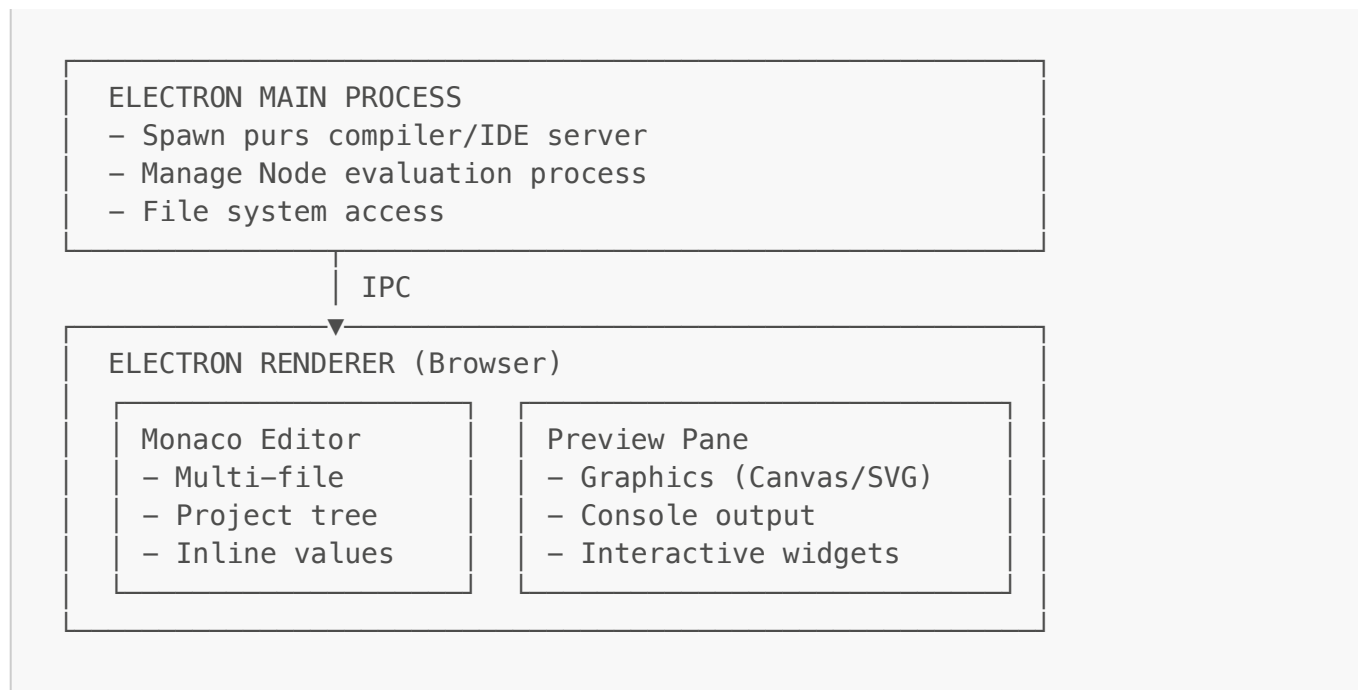 ELECTRON MAIN PROCESS
– Spawn purs compiler/IDE server
– Manage Node evaluation process
– File system access
IPC
ELECTRON RENDERER (Browser)
Monaco Editor
– Multi–file
– Project tree
– Inline values
Preview Pane
– Graphics (Canvas/SVG)
– Console output
– Interactive widgets